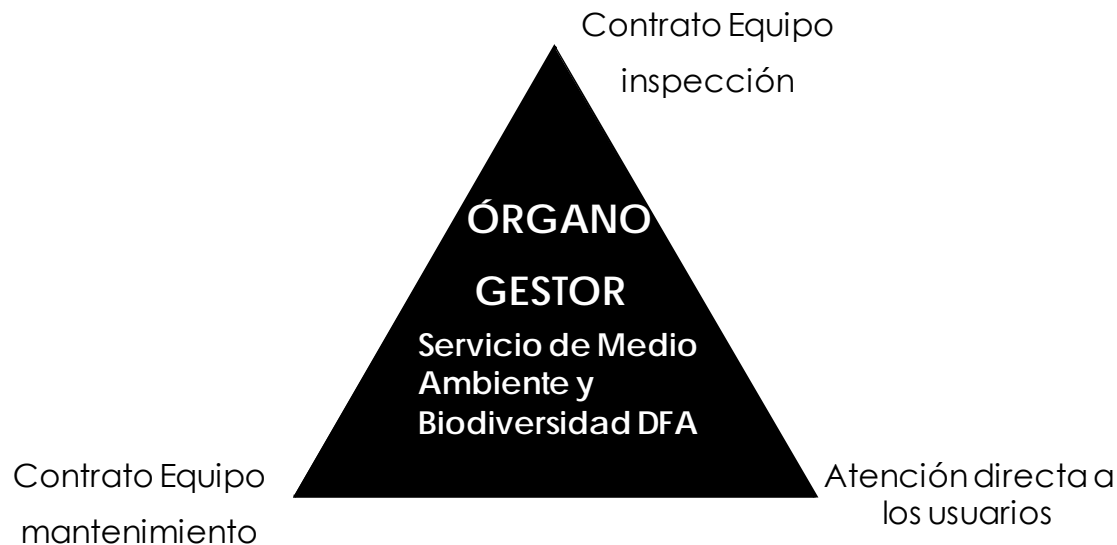 Contrato Equipo
inspección
ÓRGANO
GESTOR
Servicio de Medio
Ambiente y
Biodiversidad DFA
Contrato Equipo
mantenimiento
Atención directa a
los usuarios